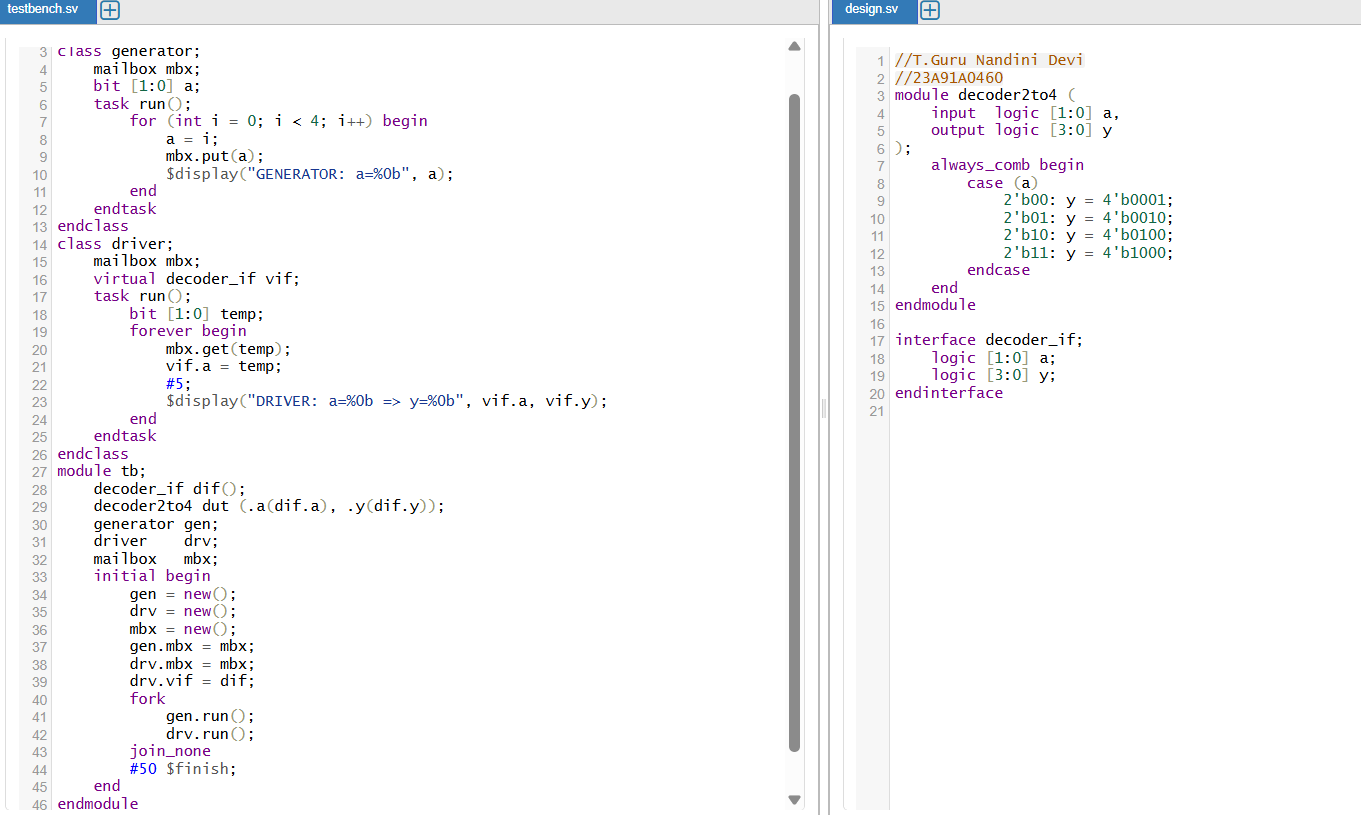 testbench.sv
3 class generator;
4     mailbox mbx;
5     bit [1:0] a;
6     task run();
7         for (int i = 0; i < 4; i++) begin
8             a = i;
9             mbx.put(a);
10             $display("GENERATOR: a=%0b", a);
11         end
12     endtask
13 endclass
14 class driver;
15     mailbox mbx;
16     virtual decoder_if vif;
17     task run();
18         bit [1:0] temp;
19         forever begin
20             mbx.get(temp);
21             vif.a = temp;
22             #5;
23             $display("DRIVER: a=%0b => y=%0b", vif.a, vif.y);
24         end
25     endtask
26 endclass
27 module tb;
28     decoder_if dif();
29     decoder2to4 dut (.a(dif.a), .y(dif.y));
30     generator gen;
31     driver    drv;
32     mailbox   mbx;
33     initial begin
34         gen = new();
35         drv = new();
36         mbx = new();
37         gen.mbx = mbx;
38         drv.mbx = mbx;
39         drv.vif = dif;
40         fork
41             gen.run();
42             drv.run();
43         join_none
44         #50 $finish;
45     end
46 endmodule
design.sv
1 //T.Guru Nandini Devi
2 //23A91A0460
3 module decoder2to4 (
4     input  logic [1:0] a,
5     output logic [3:0] y
6 );
7     always_comb begin
8         case (a)
9             2'b00: y = 4'b0001;
10             2'b01: y = 4'b0010;
11             2'b10: y = 4'b0100;
12             2'b11: y = 4'b1000;
13         endcase
14     end
15 endmodule
16
17 interface decoder_if;
18     logic [1:0] a;
19     logic [3:0] y;
20 endinterface
21